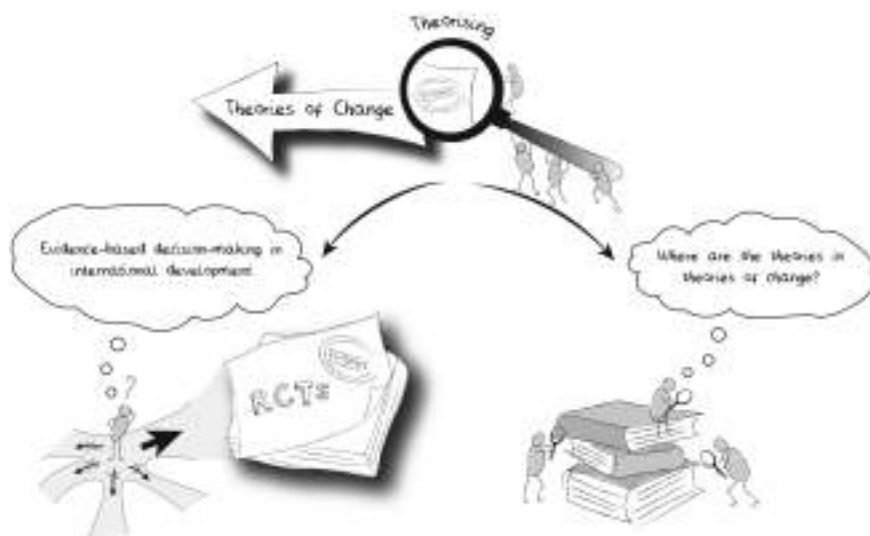 Theorising
Theories of Change
Evidence-based decision-making in
international development
Where are the theories in
theories of change?
?
RCTs